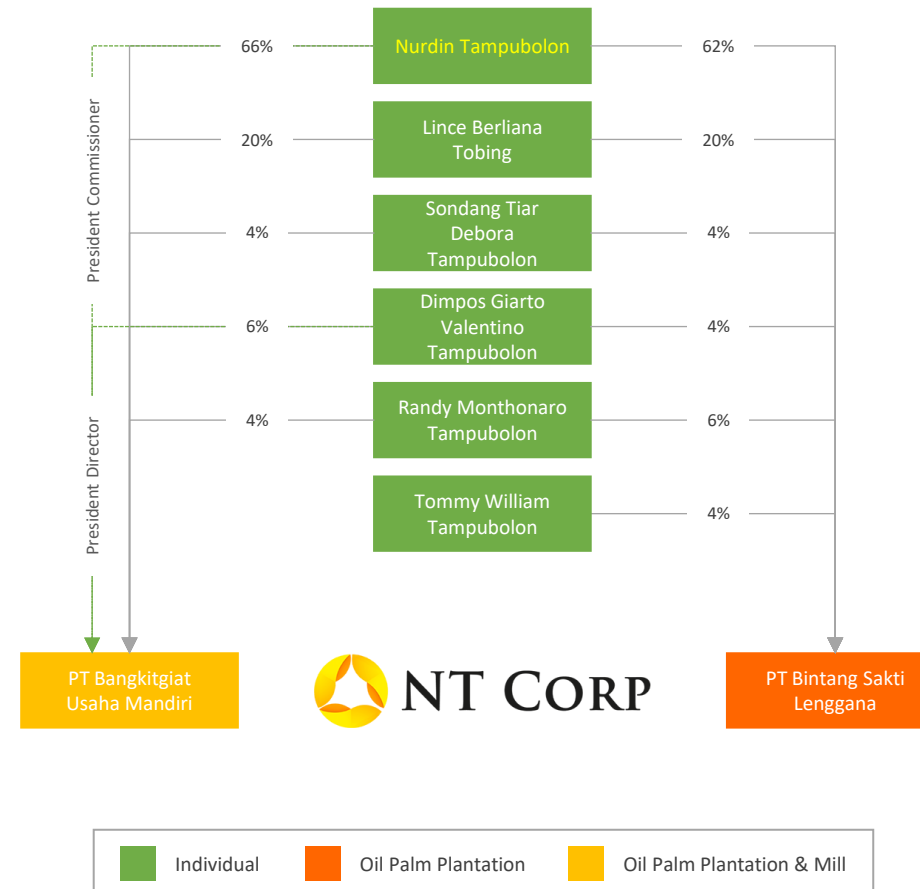 66%
Nurdin Tampubolon
62%
President Commissioner
20%
Lince Berliana
Tobing
20%
4%
Sondang Tiar
Debora
Tampubolon
4%
6%
Dimpos Giarto
Valentino
Tampubolon
4%
President Director
4%
Randy Monthonaro
Tampubolon
6%
Tommy William
Tampubolon
4%
PT Bangkitgiat
Usaha Mandiri
NT CORP
PT Bintang Sakti
Lenggana
Individual
Oil Palm Plantation
Oil Palm Plantation & Mill